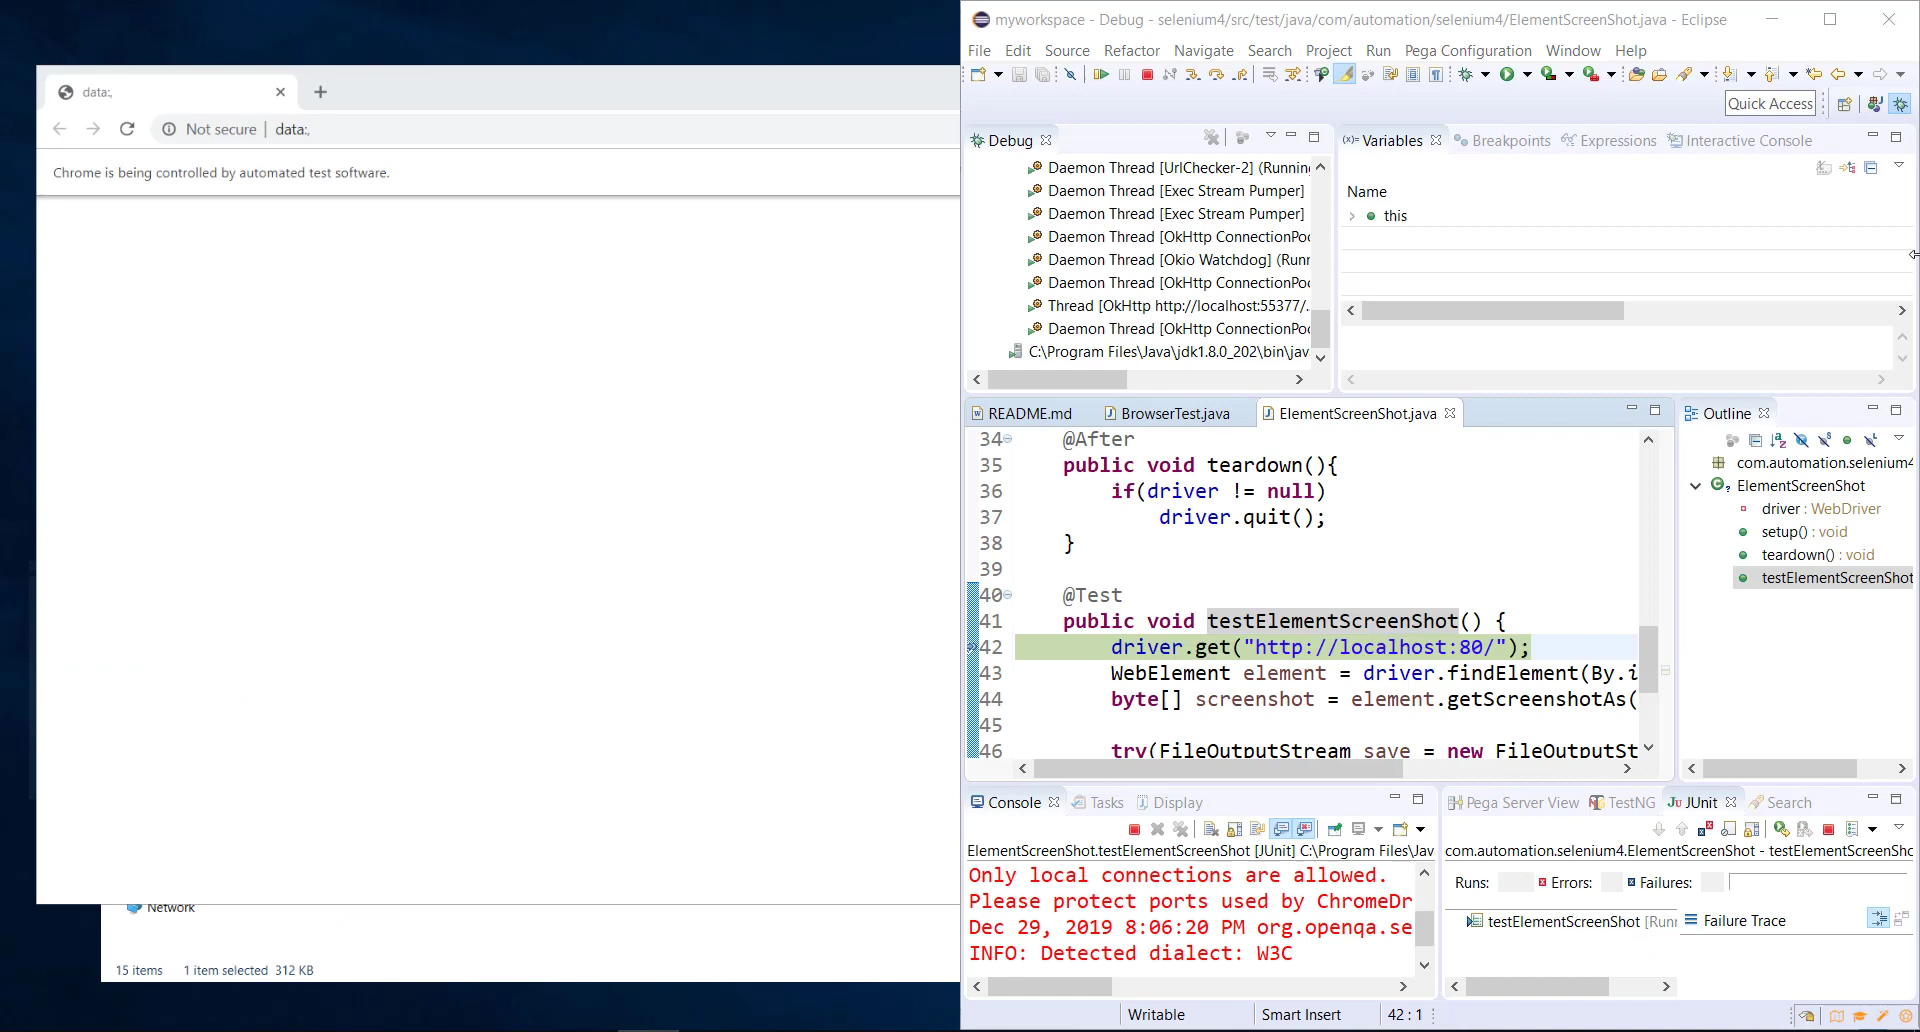 data:,
Not secure
data:,
Chrome is being controlled by automated test software.
Network
15 items
1 item selected 312 KB
myworkspace - Debug - selenium4/src/test/java/com/automation/selenium4/ElementScreenShot.java - Eclipse
File Edit Source Refactor Navigate Search Project Run Pega Configuration Window Help
Quick Access
Debug
Daemon Thread [UrlChecker-2] (Running
Daemon Thread [Exec Stream Pumper]
Daemon Thread [Exec Stream Pumper]
Daemon Thread [OkHttp ConnectionPoo
Daemon Thread [Okio Watchdog] (Runn
Daemon Thread [OkHttp ConnectionPoo
Thread [OkHttp http://localhost:55377/..
Daemon Thread [OkHttp ConnectionPoo
C:\Program Files\Java\jdk1.8.0_202\bin\jav
(x)= Variables Breakpoints Expressions Interactive Console
Name
this
README.md BrowserTest.java ElementScreenShot.java
34 @After
35 public void teardown(){
36 if(driver != null)
37 driver.quit();
38 }
39
40 @Test
41 public void testElementScreenShot() {
42 driver.get("http://localhost:80/");
43 WebElement element = driver.findElement(By.i
44 byte[] screenshot = element.getScreenshotAs(
45
46 try(FileOutputStream save = new FileOutputSt
Outline
com.automation.selenium4
ElementScreenShot
driver : WebDriver
setup() : void
teardown() : void
testElementScreenShot
Console Tasks Display
ElementScreenShot.testElementScreenShot [JUnit] C:\Program Files\Jav
Only local connections are allowed.
Please protect ports used by ChromeDr
Dec 29, 2019 8:06:20 PM org.openqa.se
INFO: Detected dialect: W3C
Pega Server View TestNG JUnit Search
com.automation.selenium4.ElementScreenShot - testElementScreenSho
Runs: Errors: Failures:
testElementScreenShot [Runn
Failure Trace
Writable
Smart Insert
42 : 1